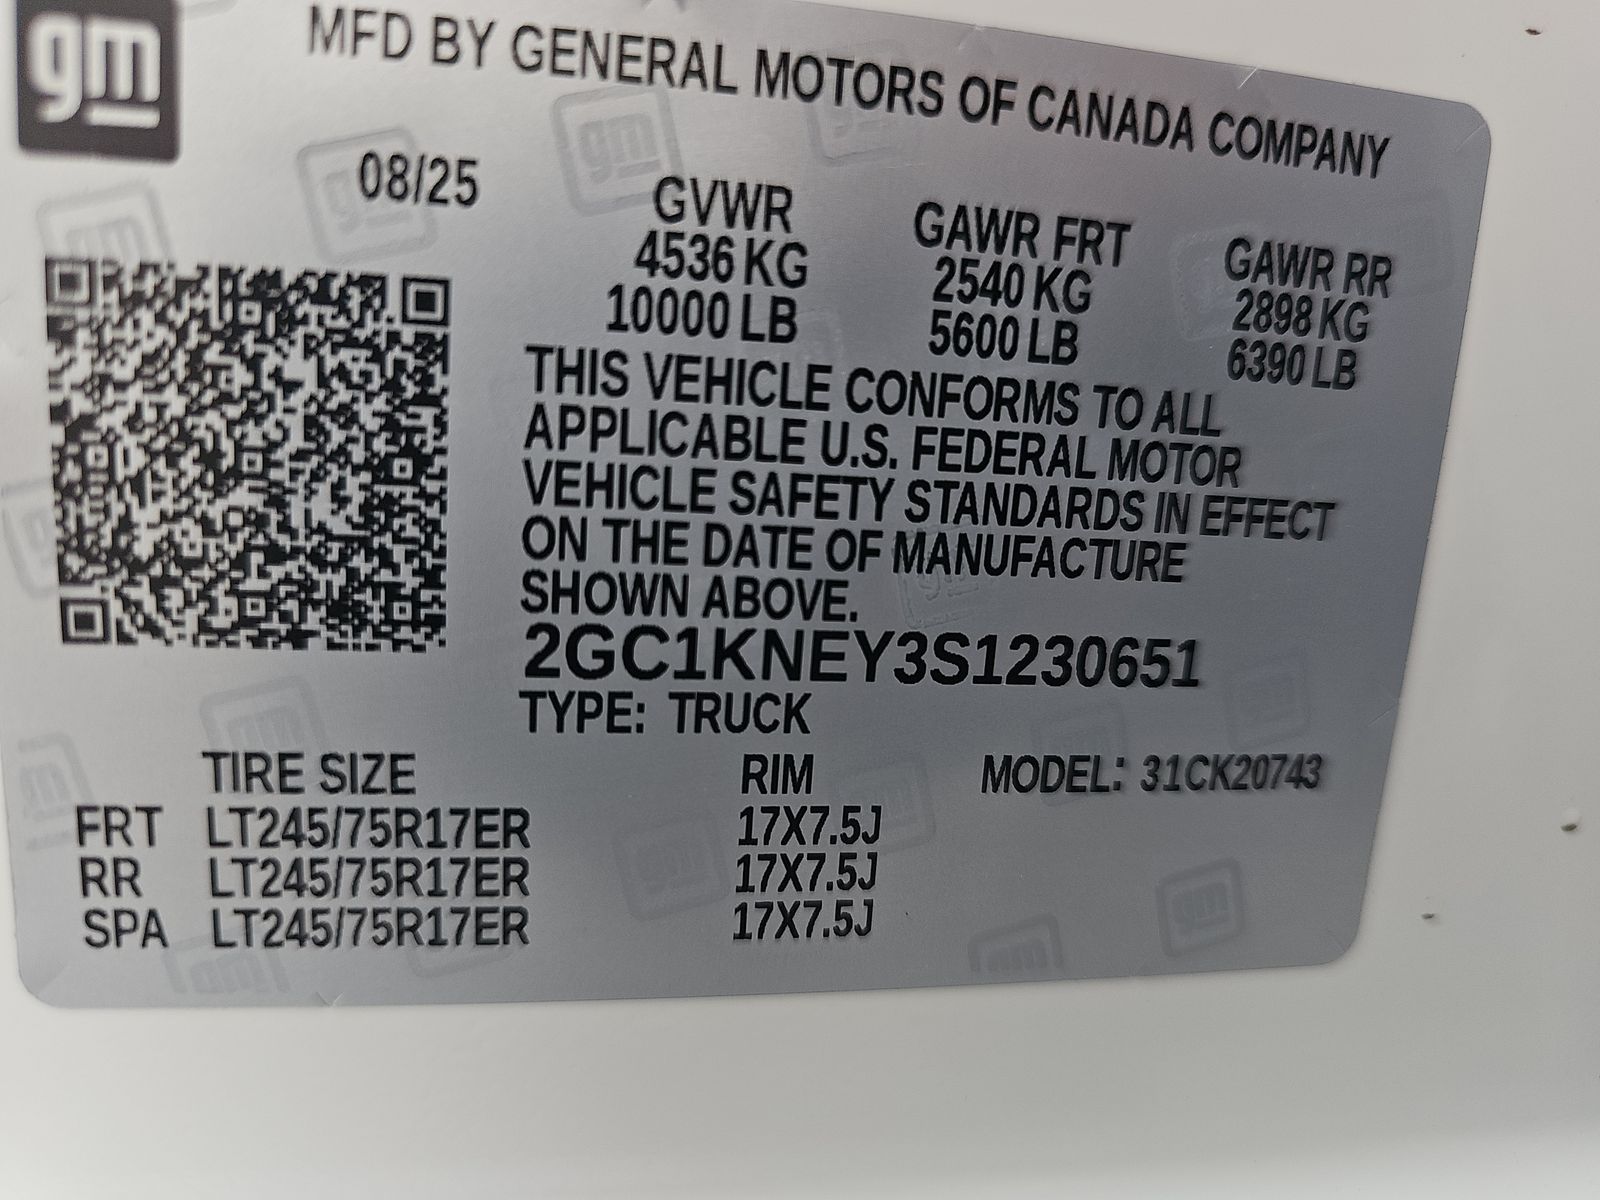 gm
MFD BY GENERAL MOTORS OF CANADA COMPANY
08/25
GVWR
4536 KG
10000 LB
GAWR FRT
2540 KG
5600 LB
GAWR RR
2898 KG
6390 LB
THIS VEHICLE CONFORMS TO ALL
APPLICABLE U.S. FEDERAL MOTOR
VEHICLE SAFETY STANDARDS IN EFFECT
ON THE DATE OF MANUFACTURE
SHOWN ABOVE.
2GC1KNEY3S1230651
TYPE: TRUCK
TIRE SIZE RIM MODEL: 31CK20743
FRT LT245/75R17ER 17X7.5J
RR LT245/75R17ER 17X7.5J
SPA LT245/75R17ER 17X7.5J